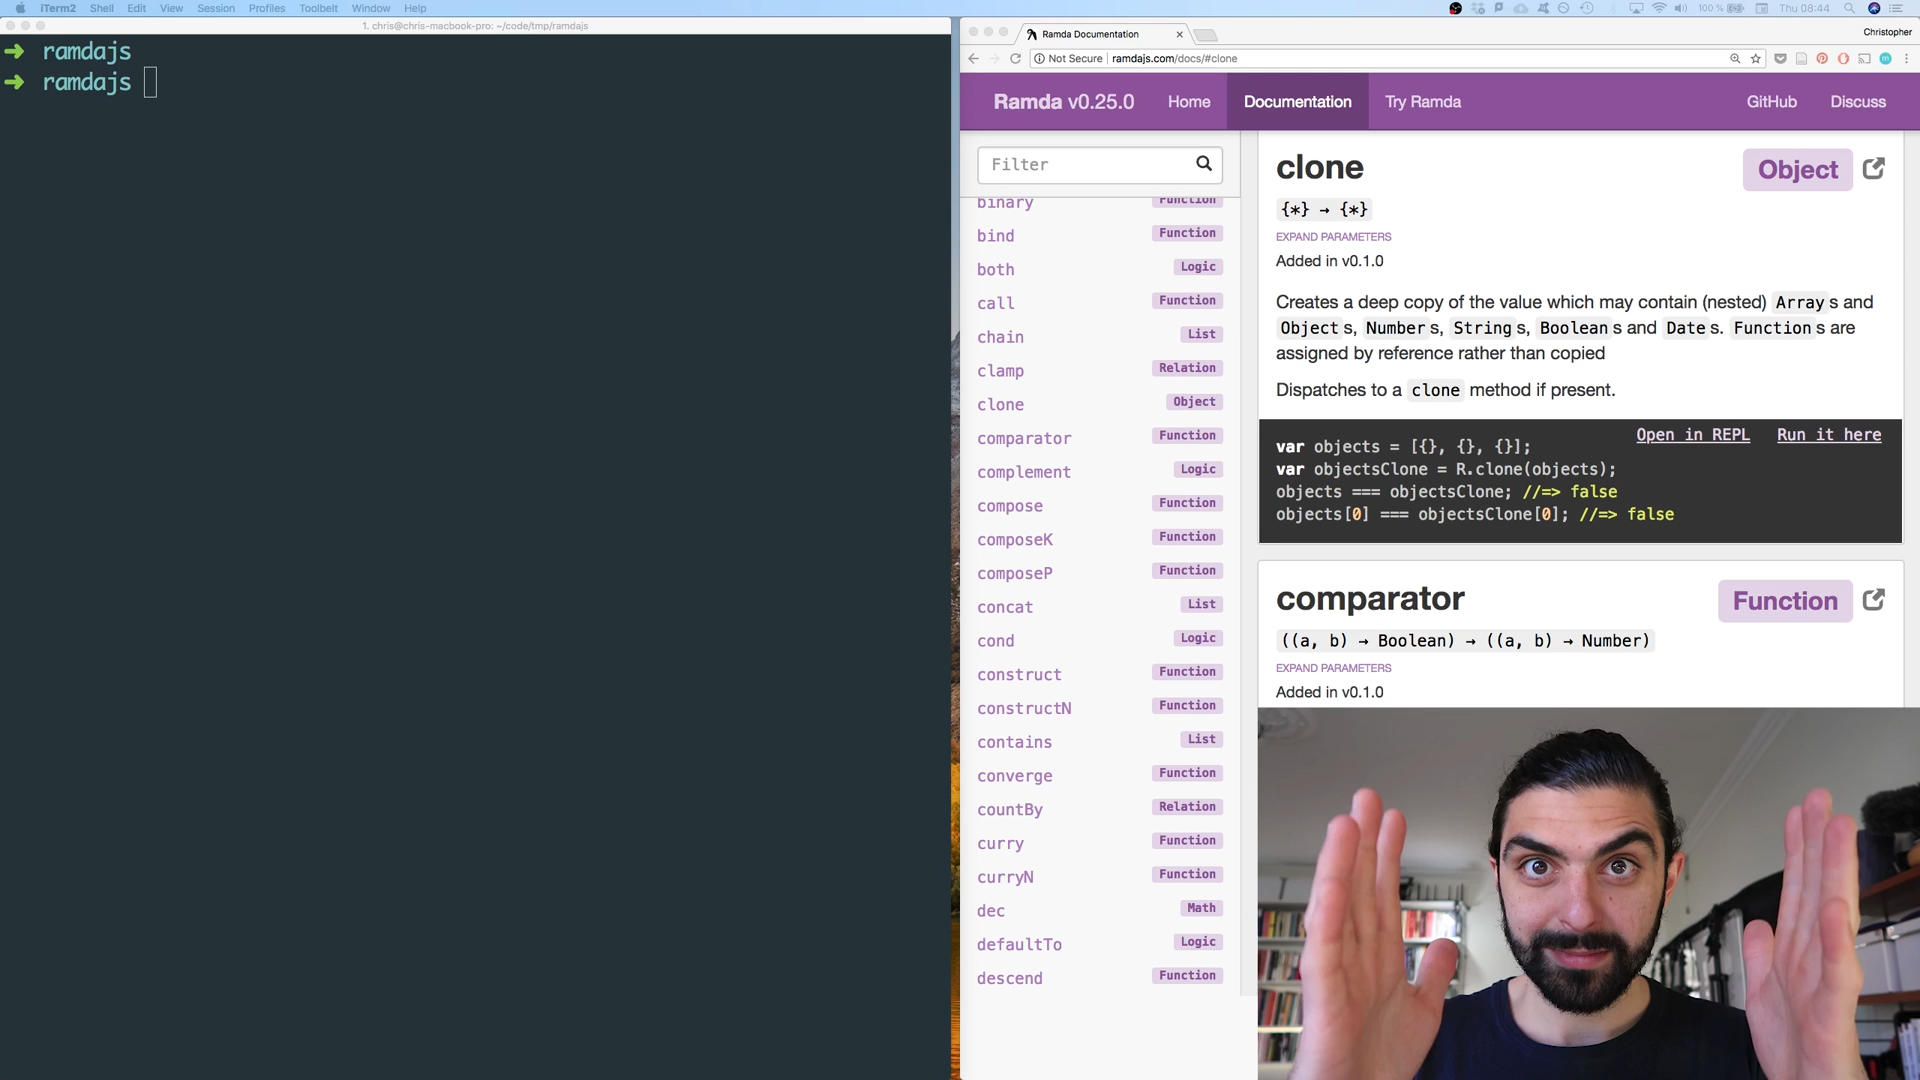 iTerm2 Shell Edit View Session Profiles Toolbelt Window Help
100 % Thu 08:44
1. chris@chris-macbook-pro: ~/code/tmp/ramdajs
➜ ramdajs
➜ ramdajs
Ramda Documentation
Christopher
Not Secure ramdajs.com/docs/#clone
Ramda v0.25.0 Home Documentation Try Ramda GitHub Discuss
Filter
binary Function
bind Function
both Logic
call Function
chain List
clamp Relation
clone Object
comparator Function
complement Logic
compose Function
composeK Function
composeP Function
concat List
cond Logic
construct Function
constructN Function
contains List
converge Function
countBy Relation
curry Function
curryN Function
dec Math
defaultTo Logic
descend Function
clone Object
{*} → {*}
EXPAND PARAMETERS
Added in v0.1.0
Creates a deep copy of the value which may contain (nested) Arrays and
Objects, Numbers, Strings, Booleans and Dates. Functions are
assigned by reference rather than copied
Dispatches to a clone method if present.
Open in REPL Run it here
var objects = [{}, {}, {}];
var objectsClone = R.clone(objects);
objects === objectsClone; //=> false
objects[0] === objectsClone[0]; //=> false
comparator Function
((a, b) → Boolean) → ((a, b) → Number)
EXPAND PARAMETERS
Added in v0.1.0